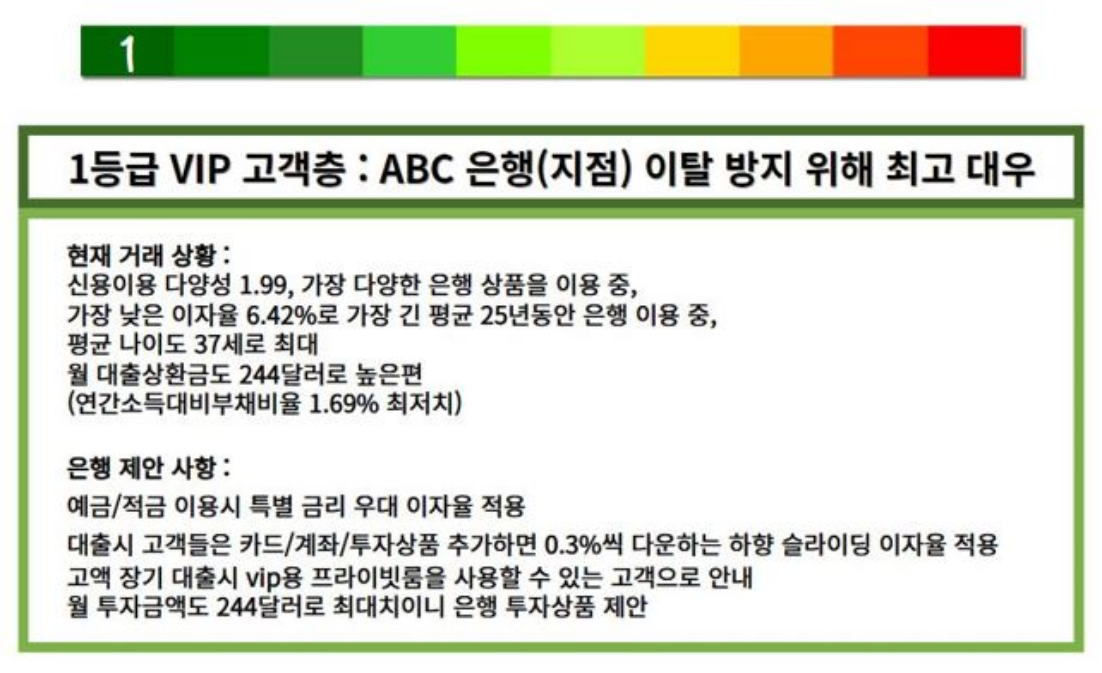 1
1등급 VIP 고객층 : ABC 은행(지점) 이탈 방지 위해 최고 대우
현재 거래 상황 :
신용이용 다양성 1.99, 가장 다양한 은행 상품을 이용 중,
가장 낮은 이자율 6.42%로 가장 긴 평균 25년동안 은행 이용 중,
평균 나이도 37세로 최대
월 대출상환금도 244달러로 높은편
(연간소득대비부채비율 1.69% 최저치)
은행 제안 사항 :
예금/적금 이용시 특별 금리 우대 이자율 적용
대출시 고객들은 카드/계좌/투자상품 추가하면 0.3%씩 다운하는 하향 슬라이딩 이자율 적용
고액 장기 대출시 vip용 프라이빗룸을 사용할 수 있는 고객으로 안내
월 투자금액도 244달러로 최대치이니 은행 투자상품 제안